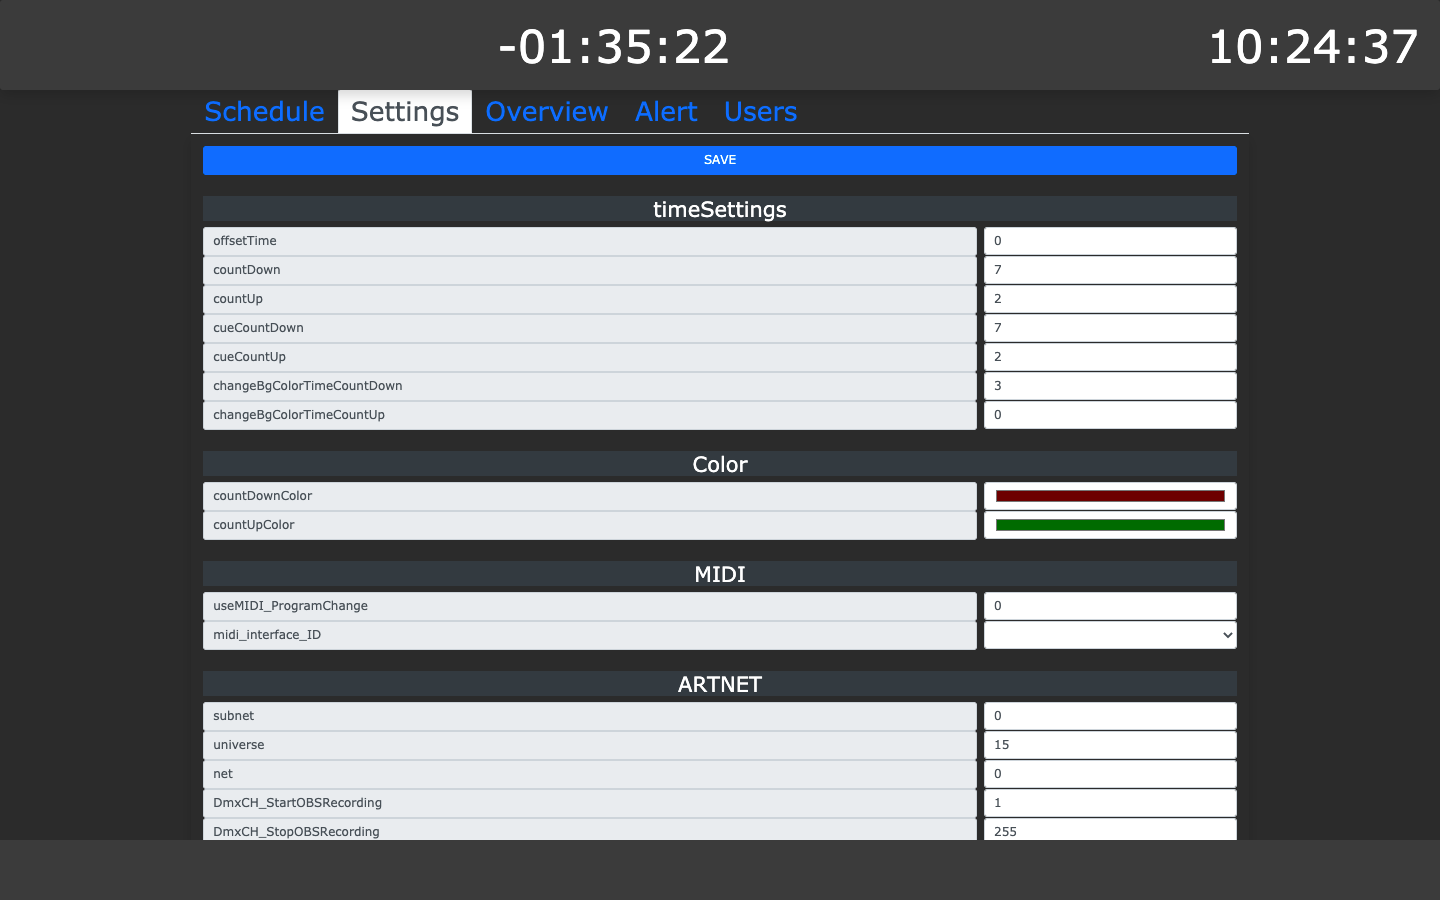 -01:35:22 10:24:37
Schedule Settings Overview Alert Users
SAVE
timeSettings
offsetTime 0
countDown 7
countUp 2
cueCountDown 7
cueCountUp 2
changeBgColorTimeCountDown 3
changeBgColorTimeCountUp 0
Color
countDownColor
countUpColor
MIDI
useMIDI_ProgramChange 0
midi_interface_ID
ARTNET
subnet 0
universe 15
net 0
DmxCH_StartOBSRecording 1
DmxCH_StopOBSRecording 255